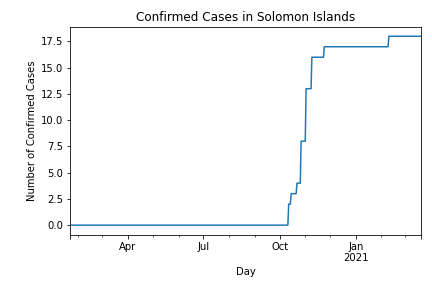 Confirmed Cases in Solomon Islands
17.5
15.0
12.5
10.0
7.5
5.0
2.5
0.0
Number of Confirmed Cases
Apr Jul Oct Jan
2021
Day